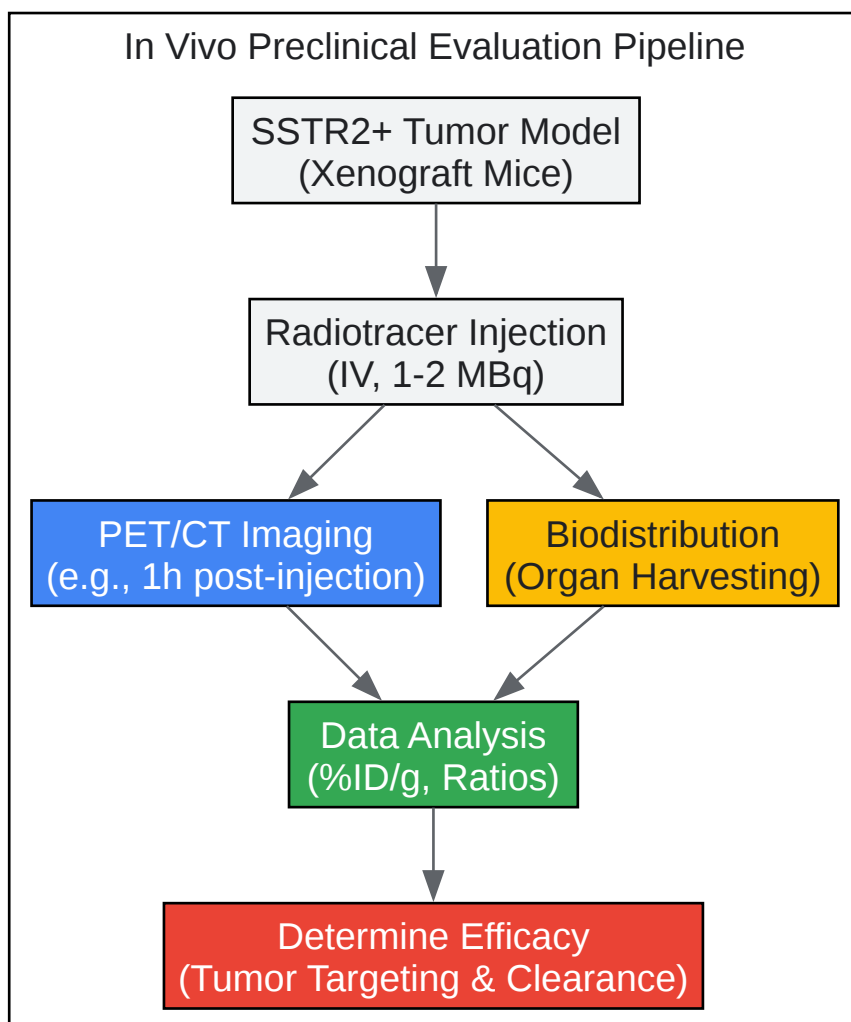 In Vivo Preclinical Evaluation Pipeline
SSTR2+ Tumor Model
(Xenograft Mice)
Radiotracer Injection
(IV, 1-2 MBq)
PET/CT Imaging
(e.g., 1h post-injection)
Biodistribution
(Organ Harvesting)
Data Analysis
(%ID/g, Ratios)
Determine Efficacy
(Tumor Targeting & Clearance)